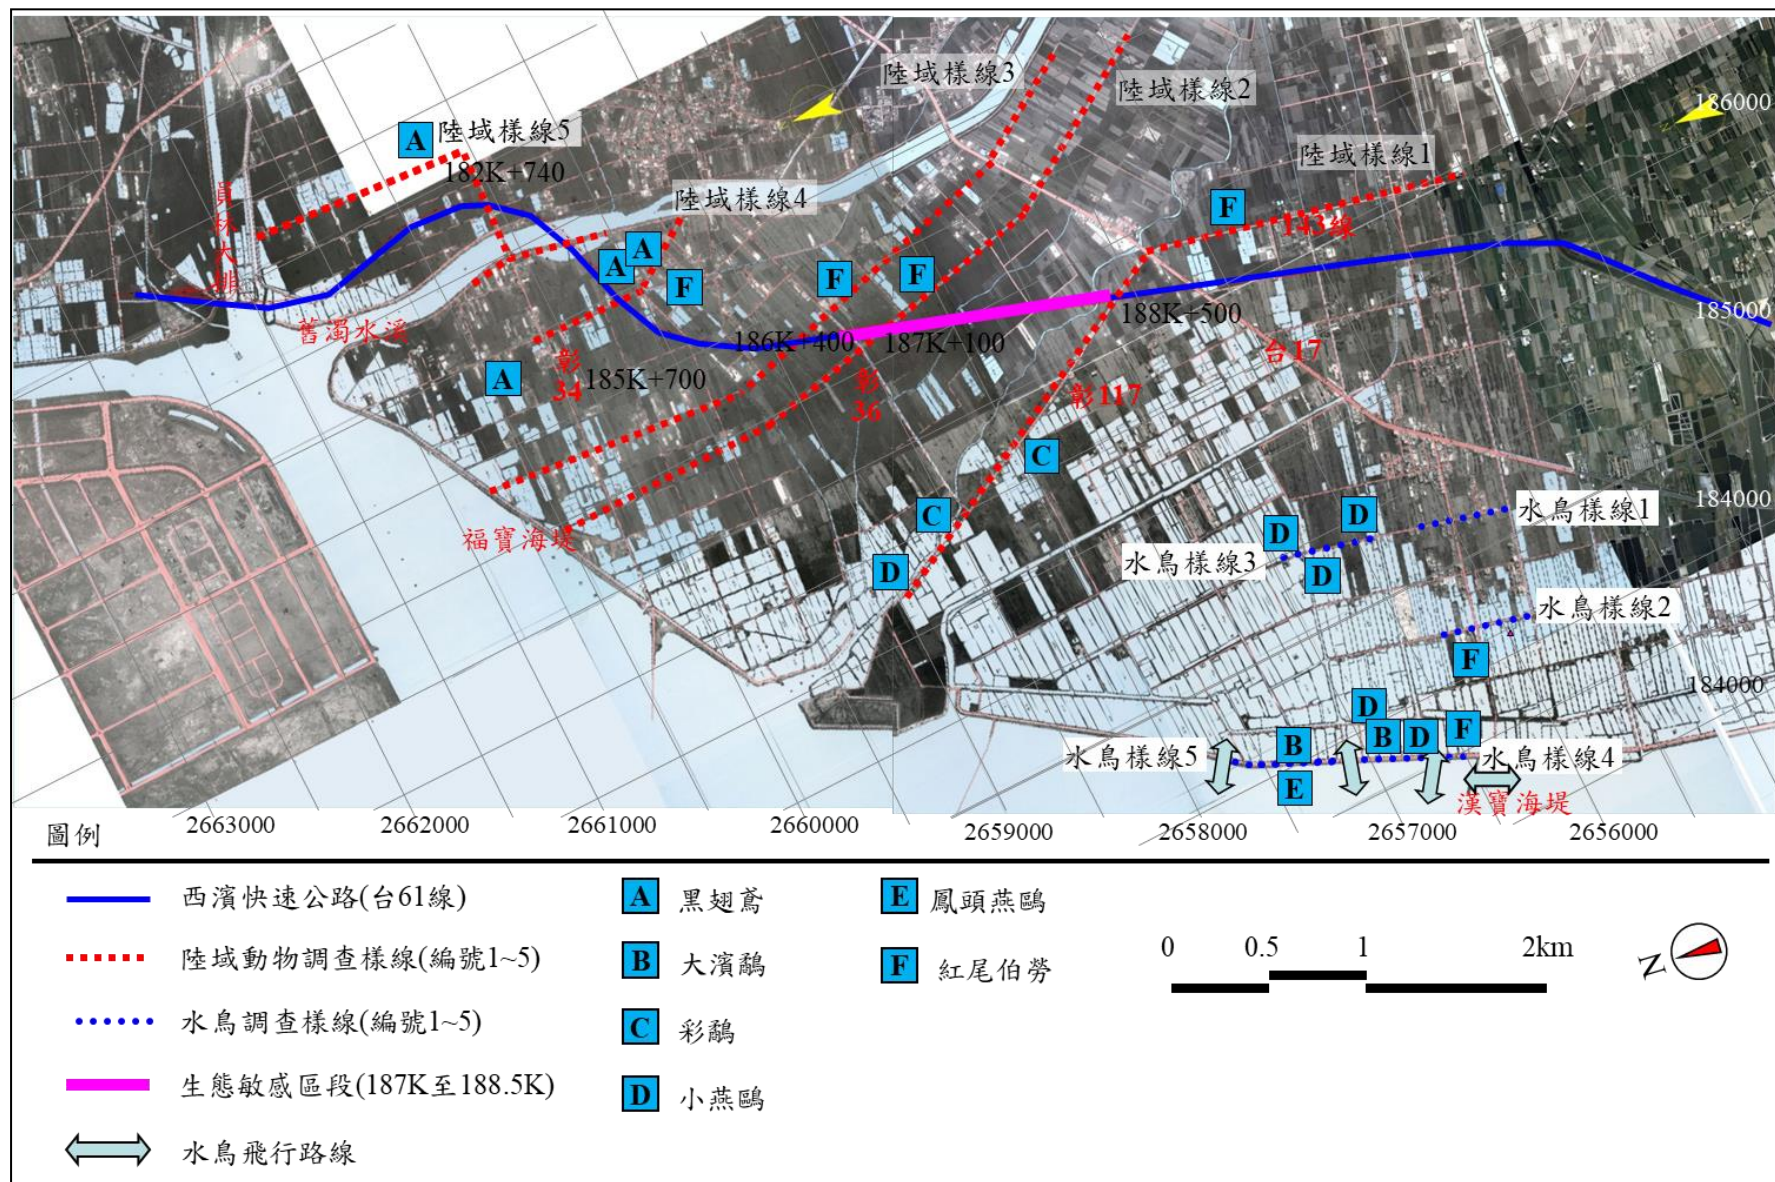 陸域樣線3
陸域樣線2
186000
A
陸域樣線5
陸域樣線1
182K+740
員林大排
陸域樣線4
F
143線
A
A
F
F
F
188K+500
185000
舊濁水溪
186K+400
187K+100
台17
A
彰34
185K+700
彰36
彰117
C
184000
福寶海堤
C
D
D
水鳥樣線1
水鳥樣線3
D
D
水鳥樣線2
F
184000
D
水鳥樣線5
B
B
D
F
水鳥樣線4
E
漢寶海堤
圖例
2663000
2662000
2661000
2660000
2659000
2658000
2657000
2656000
西濱快速公路(台61線)
A
黑翅鳶
E
鳳頭燕鷗
陸域動物調查樣線(編號1~5)
B
大濱鷸
F
紅尾伯勞
0
0.5
1
2km
N
水鳥調查樣線(編號1~5)
C
彩鷸
生態敏感區段(187K至188.5K)
D
小燕鷗
水鳥飛行路線